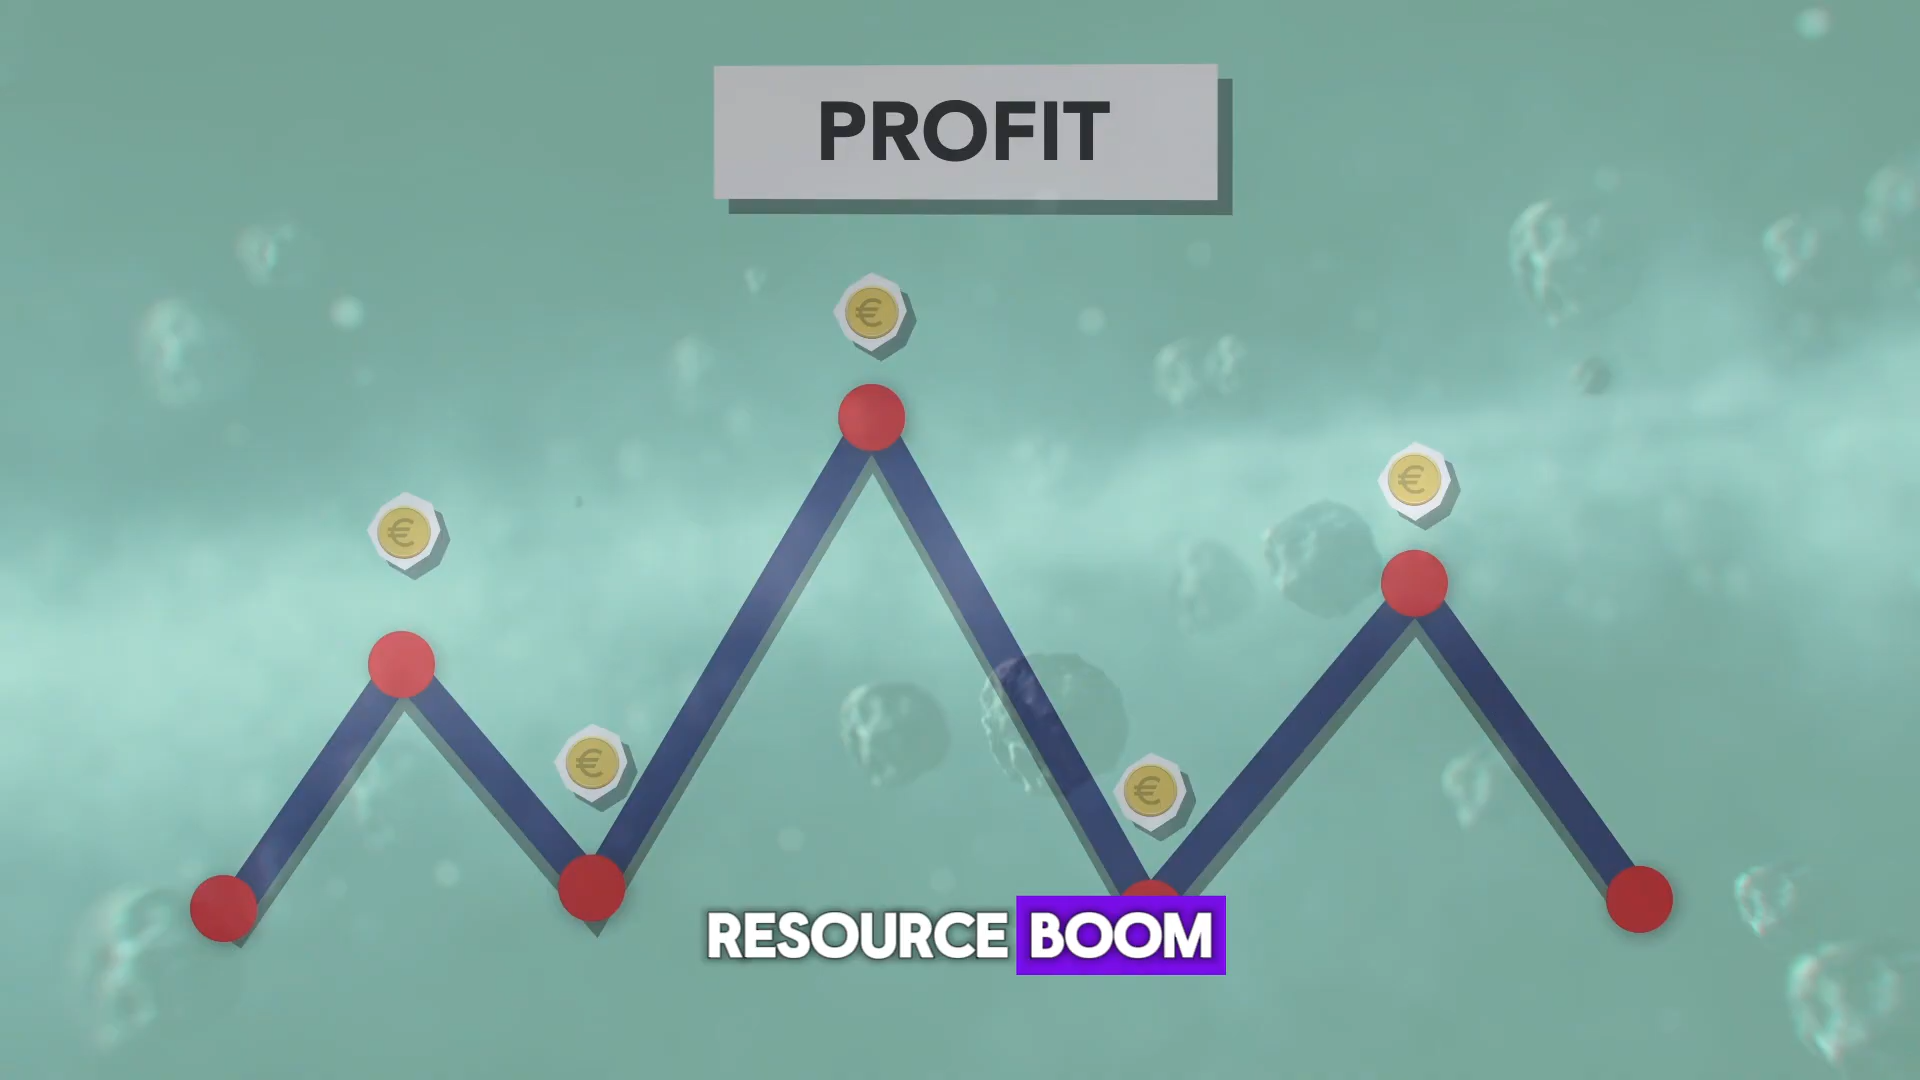 PROFIT
€
€
€
€
€
RESOURCE BOOM